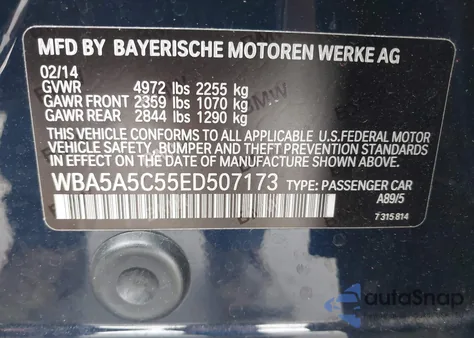 MFD BY BAYERISCHE MOTOREN WERKE AG
02/14
GVWR 4972 lbs 2255 kg
GAWR FRONT 2359 lbs 1070 kg
GAWR REAR 2844 lbs 1290 kg
THIS VEHICLE CONFORMS TO ALL APPLICABLE U.S. FEDERAL MOTOR
VEHICLE SAFETY, BUMPER, AND THEFT PREVENTION STANDARDS
IN EFFECT ON THE DATE OF MANUFACTURE SHOWN ABOVE.
WBA5A5C55ED507173 TYPE: PASSENGER CAR
A89/5
7 315 814
autoSnap